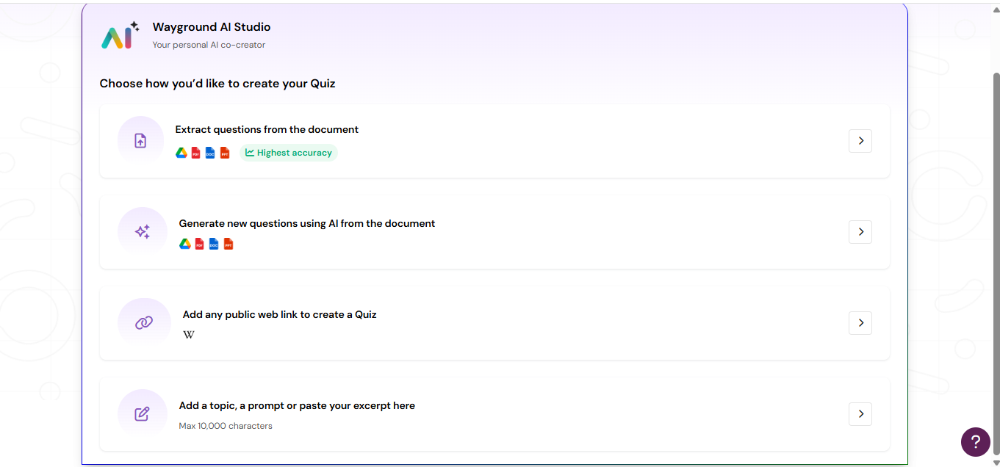 Wayground AI Studio
Your personal AI co-creator
Choose how you’d like to create your Quiz
Extract questions from the document
PDF DOC PPT Highest accuracy
Generate new questions using AI from the document
PDF DOC PPT
Add any public web link to create a Quiz
W
Add a topic, a prompt or paste your excerpt here
Max 10,000 characters
?